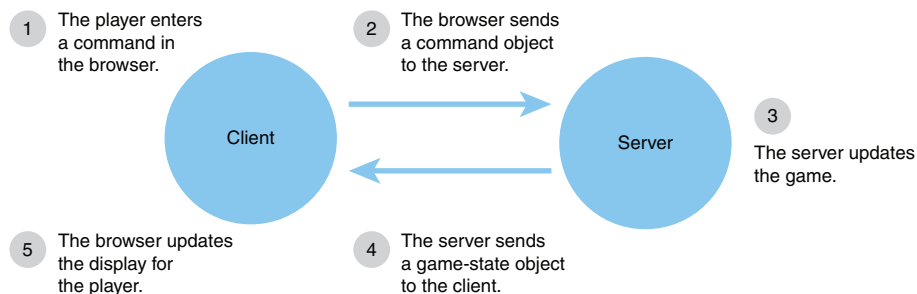 1
The player enters
a command in
the browser.
2
The browser sends
a command object
to the server.
Client
Server
3
The server updates
the game.
4
The server sends
a game-state object
to the client.
5
The browser updates
the display for
the player.